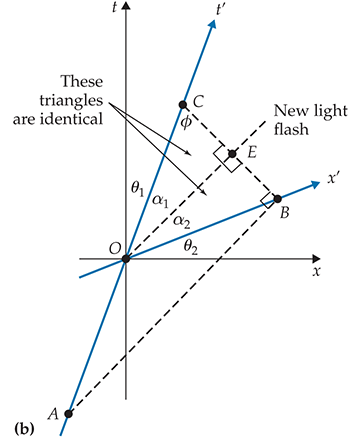 t
t′
These
triangles
are identical
C
ϕ
New light
flash
E
x′
θ1
α1
α2
B
O
θ2
x
A
(b)